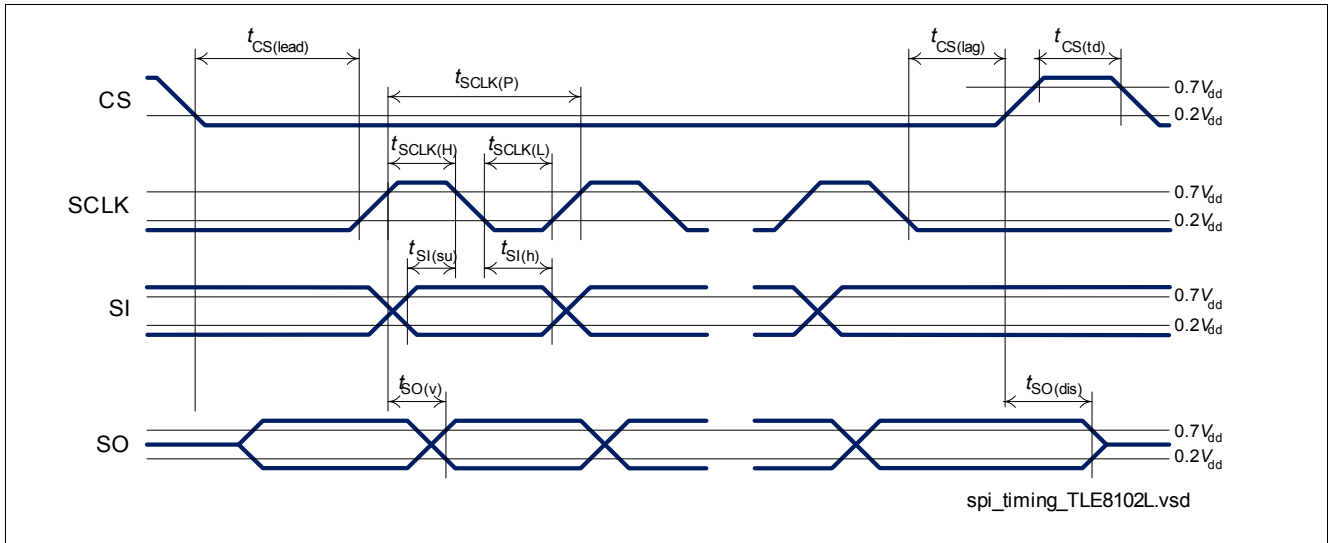 tCS(lead)
tCS(lag)
tCS(td)
CS
tSCLK(P)
0.7Vdd
0.2Vdd
tSCLK(H)
tSCLK(L)
SCLK
0.7Vdd
0.2Vdd
tSI(su)
tSI(h)
SI
0.7Vdd
0.2Vdd
tSO(v)
tSO(dis)
SO
0.7Vdd
0.2Vdd
spi_timing_TLE8102L.vsd